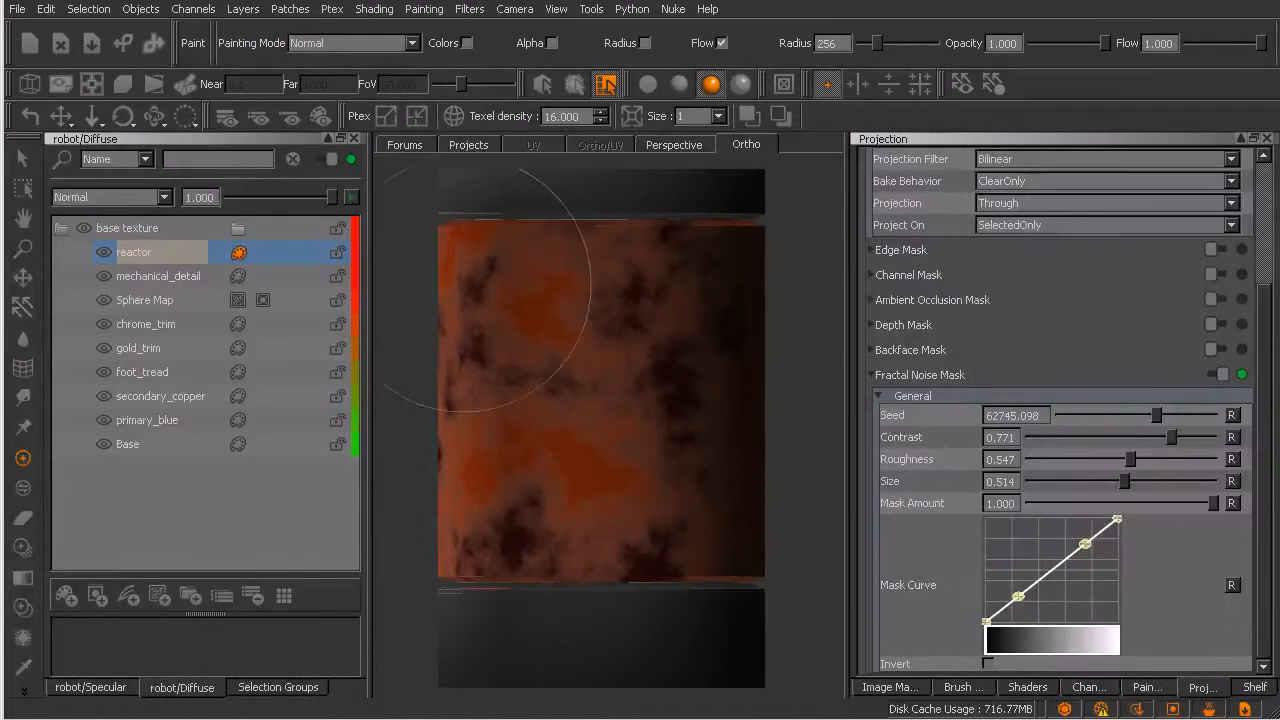 File Edit Selection Objects Channels Layers Patches Ptex Shading Painting Filters Camera View Tools Python Nuke Help
Paint Painting Mode Normal Colors Alpha Radius Flow Radius 256 Opacity 1.000 Flow 1.000
Near 0.1 Far 1000 FoV
Ptex Texel density: 16.000 Size : 1
robot/Diffuse
Name
Normal 1.000
base texture
reactor
mechanical_detail
Sphere Map
chrome_trim
gold_trim
foot_tread
secondary_copper
primary_blue
Base
robot/Specular robot/Diffuse Selection Groups
Forums Projects UV Ortho/UV Perspective Ortho
Projection
Projection Filter Bilinear
Bake Behavior ClearOnly
Projection Through
Project On SelectedOnly
Edge Mask
Channel Mask
Ambient Occlusion Mask
Depth Mask
Backface Mask
Fractal Noise Mask
General
Seed 62745.098 R
Contrast 0.771 R
Roughness 0.547 R
Size 0.514 R
Mask Amount 1.000 R
Mask Curve R
Invert
Image Ma... Brush ... Shaders Chan... Pain... Proj... Shelf
Disk Cache Usage : 716.77MB